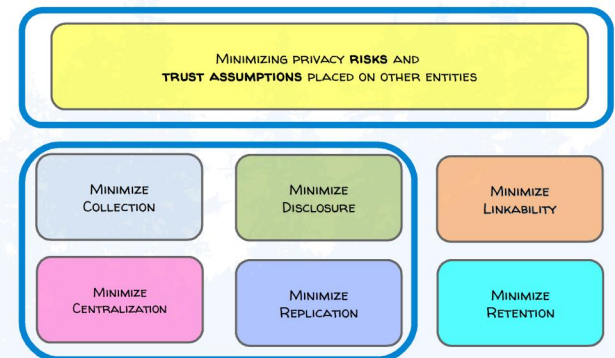 Minimizing privacy risks and
trust assumptions placed on other entities
Minimize
Collection
Minimize
Disclosure
Minimize
Linkability
Minimize
Centralization
Minimize
Replication
Minimize
Retention